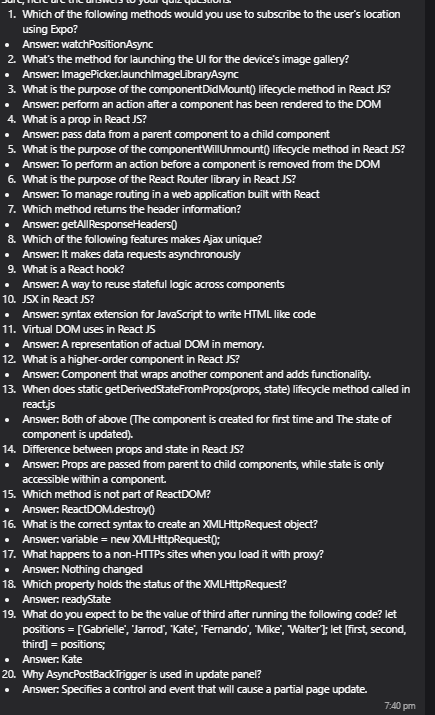 Sure, here are the answers to your quiz questions:
1. Which of the following methods would you use to subscribe to the user's location
using Expo?
• Answer: watchPositionAsync
2. What's the method for launching the UI for the device's image gallery?
• Answer: ImagePicker.launchImageLibraryAsync
3. What is the purpose of the componentDidMount() lifecycle method in React JS?
• Answer: perform an action after a component has been rendered to the DOM
4. What is a prop in React JS?
• Answer: pass data from a parent component to a child component
5. What is the purpose of the componentWillUnmount() lifecycle method in React JS?
• Answer: To perform an action before a component is removed from the DOM
6. What is the purpose of the React Router library in React JS?
• Answer: To manage routing in a web application built with React
7. Which method returns the header information?
• Answer: getAllResponseHeaders()
8. Which of the following features makes Ajax unique?
• Answer: It makes data requests asynchronously
9. What is a React hook?
• Answer: A way to reuse stateful logic across components
10. JSX in React JS?
• Answer: syntax extension for JavaScript to write HTML like code
11. Virtual DOM uses in React JS
• Answer: A representation of actual DOM in memory.
12. What is a higher-order component in React JS?
• Answer: Component that wraps another component and adds functionality.
13. When does static getDerivedStateFromProps(props, state) lifecycle method called in
react.js
• Answer: Both of above (The component is created for first time and The state of
component is updated).
14. Difference between props and state in React JS?
• Answer: Props are passed from parent to child components, while state is only
accessible within a component.
15. Which method is not part of ReactDOM?
• Answer: ReactDOM.destroy()
16. What is the correct syntax to create an XMLHttpRequest object?
• Answer: variable = new XMLHttpRequest();
17. What happens to a non-HTTPs sites when you load it with proxy?
• Answer: Nothing changed
18. Which property holds the status of the XMLHttpRequest?
• Answer: readyState
19. What do you expect to be the value of third after running the following code? let
positions = ['Gabrielle', 'Jarrod', 'Kate', 'Fernando', 'Mike', 'Walter']; let [first, second,
third] = positions;
• Answer: Kate
20. Why AsyncPostBackTrigger is used in update panel?
• Answer: Specifies a control and event that will cause a partial page update.
7:40 pm